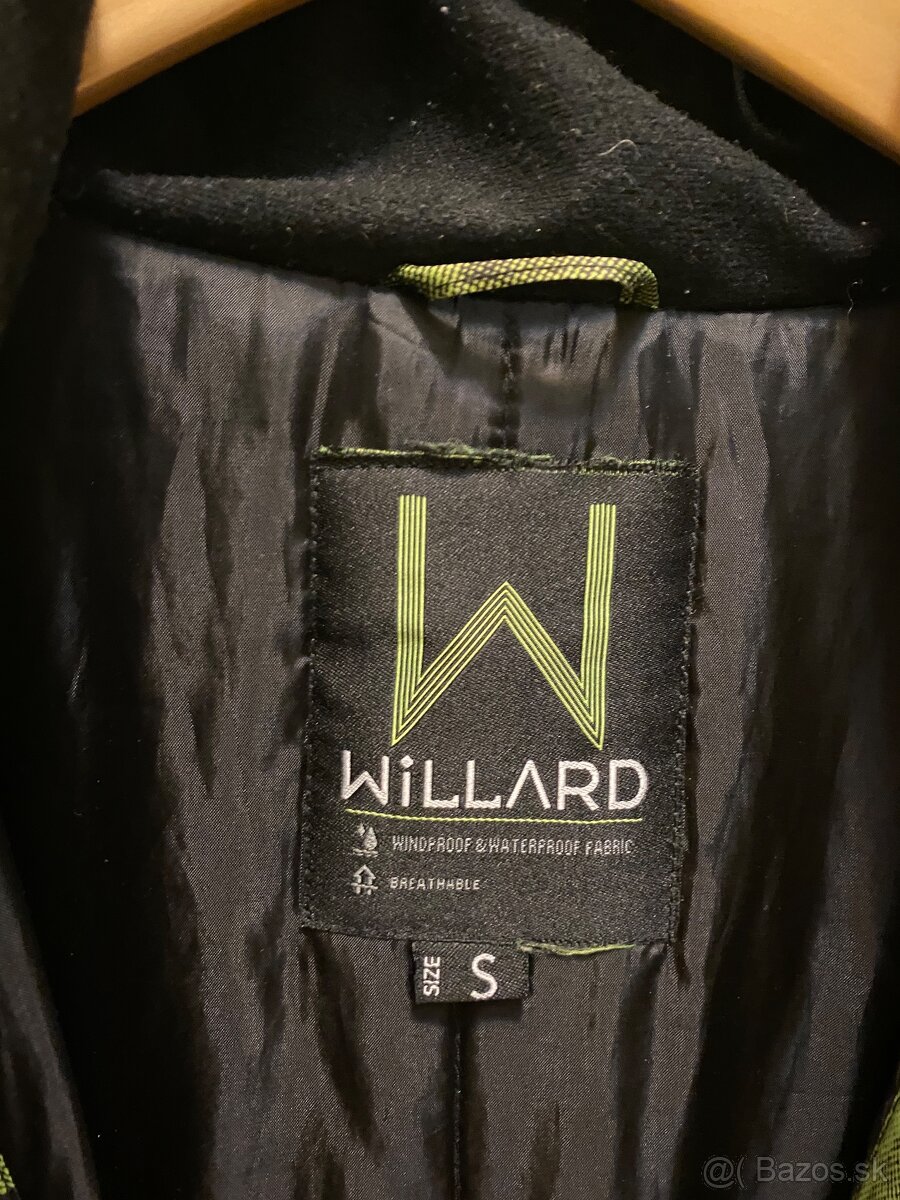 W
WiLLARD
WINDPROOF & WATERPROOF FABRIC
BREATHABLE
SIZE S
@( Bazos.sk